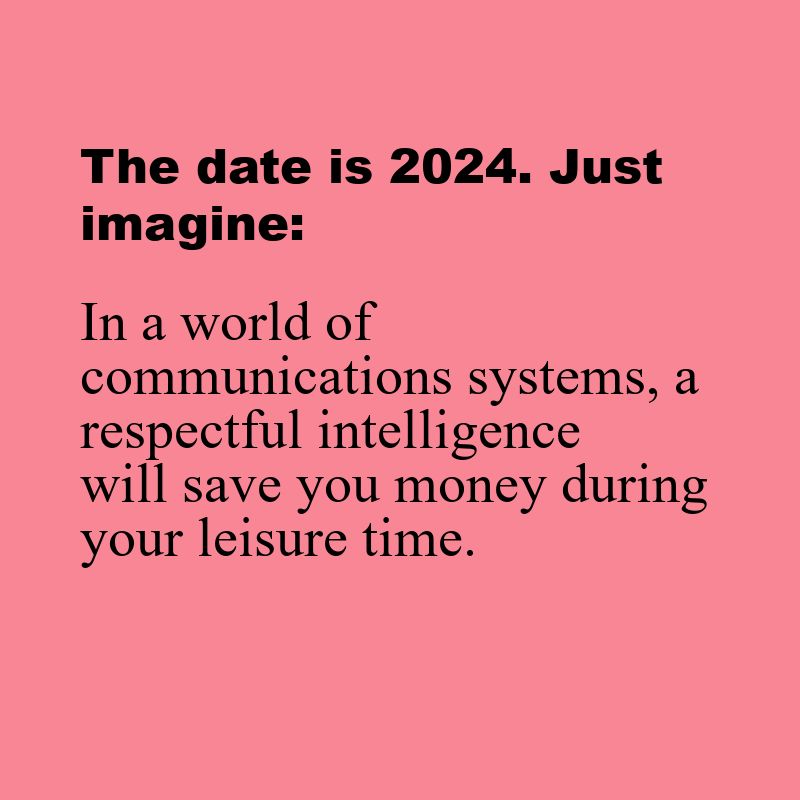 The date is 2024. Just
imagine:
In a world of
communications systems, a
respectful intelligence
will save you money during
your leisure time.